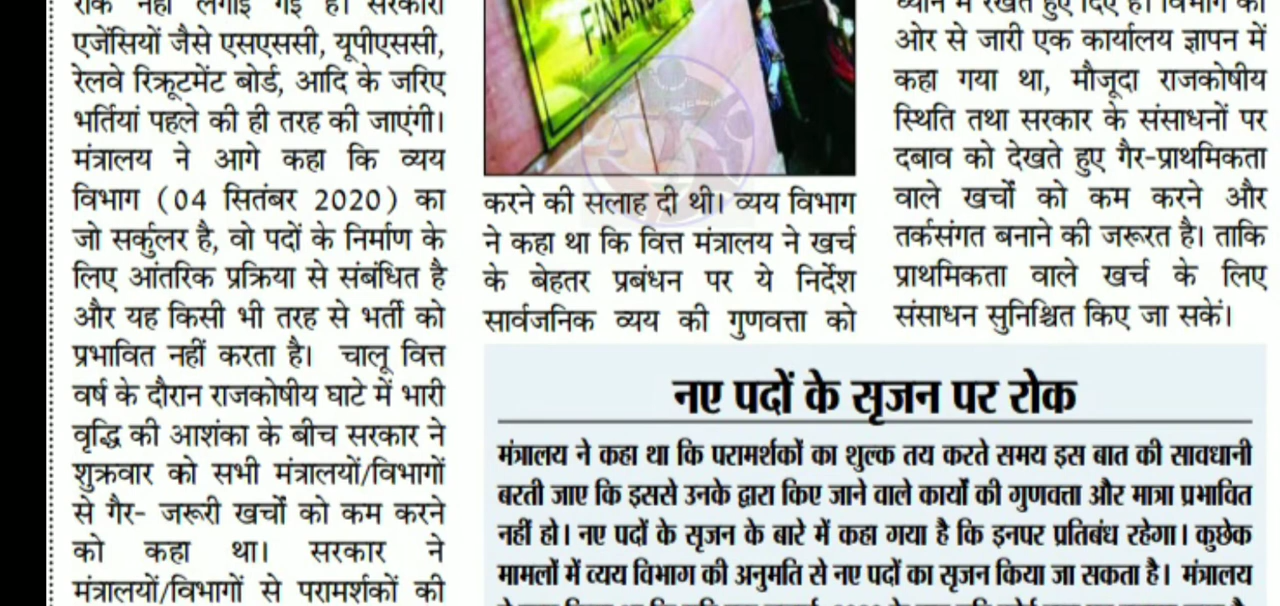 रोक नहीं लगाई गई है। सरकारी
एजेंसियों जैसे एसएससी, यूपीएससी,
रेलवे रिक्रूटमेंट बोर्ड, आदि के जरिए
भर्तियां पहले की ही तरह की जाएंगी।
मंत्रालय ने आगे कहा कि व्यय
विभाग (04 सितंबर 2020) का
जो सर्कुलर है, वो पदों के निर्माण के
लिए आंतरिक प्रक्रिया से संबंधित है
और यह किसी भी तरह से भर्ती को
प्रभावित नहीं करता है। चालू वित्त
वर्ष के दौरान राजकोषीय घाटे में भारी
वृद्धि की आशंका के बीच सरकार ने
शुक्रवार को सभी मंत्रालयों/विभागों
से गैर- जरूरी खर्चों को कम करने
को कहा था। सरकार ने
मंत्रालयों/विभागों से परामर्शकों की
FINANC
करने की सलाह दी थी। व्यय विभाग
ने कहा था कि वित्त मंत्रालय ने खर्च
के बेहतर प्रबंधन पर ये निर्देश
सार्वजनिक व्यय की गुणवत्ता को
ध्यान में रखते हुए दिए हैं। विभाग की
ओर से जारी एक कार्यालय ज्ञापन में
कहा गया था, मौजूदा राजकोषीय
स्थिति तथा सरकार के संसाधनों पर
दबाव को देखते हुए गैर-प्राथमिकता
वाले खर्चों को कम करने और
तर्कसंगत बनाने की जरूरत है। ताकि
प्राथमिकता वाले खर्च के लिए
संसाधन सुनिश्चित किए जा सकें।
नए पदों के सृजन पर रोक
मंत्रालय ने कहा था कि परामर्शकों का शुल्क तय करते समय इस बात की सावधानी
बरती जाए कि इससे उनके द्वारा किए जाने वाले कार्यों की गुणवत्ता और मात्रा प्रभावित
नहीं हो। नए पदों के सृजन के बारे में कहा गया है कि इनपर प्रतिबंध रहेगा। कुछेक
मामलों में व्यय विभाग की अनुमति से नए पदों का सृजन किया जा सकता है। मंत्रालय